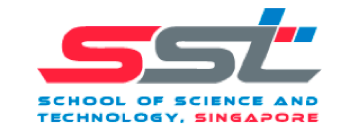 SST
SCHOOL OF SCIENCE AND
TECHNOLOGY, SINGAPORE